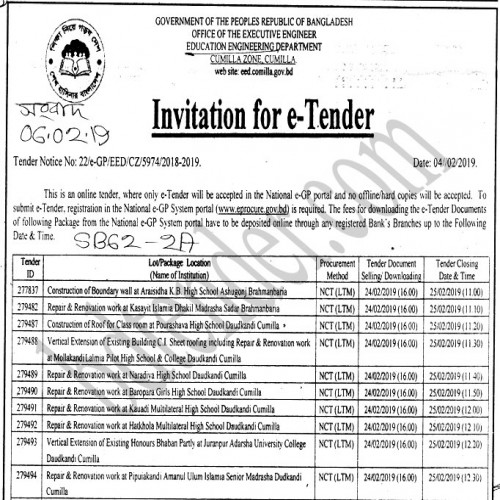 GOVERNMENT OF THE PEOPLES REPUBLIC OF BANGLADESH
OFFICE OF THE EXECUTIVE ENGINEER
EDUCATION ENGINEERING DEPARTMENT
CUMILLA ZONE, CUMILLA.
web site: eed.comilla.gov.bd
শিক্ষা নিয়ে গড়ব দেশ
শেখ হাসিনার বাংলাদেশ
সংবাদ
06.02.19
Invitation for e-Tender
Tender Notice No: 22/e-GP/EED/CZ/5974/2018-2019.
Date: 04/02/2019.
This is an online tender, where only e-Tender will be accepted in the National e-GP portal and no offline/hard copies will be accepted. To
submit e-Tender, registration in the National e-GP System portal (www.eprocure.gov.bd) is required. The fees for downloading the e-Tender Documents
of following Package from the National e-GP system portal have to be deposited online through any registered Bank's Branches up to the Following
Date & Time.
SB62-2A
Tender ID | Lot/Package Location (Name of Institution) | Procurement Method | Tender Document Selling/Downloading | Tender Closing Date & Time
277837 Construction of Boundary wall at Araisidha K.B. High School Ashugonj Brahmanbaria NCT (LTM) 24/02/2019 (16.00) 25/02/2019 (11.00)
279482 Repair & Renovation work at Kasayit Islamia Dhakil Madrasha Sadar Brahmanbaria NCT (LTM) 24/02/2019 (16.00) 25/02/2019 (11.10)
279487 Construction of Roof for Class room at Pourashava High School Daudkandi Cumilla NCT (LTM) 24/02/2019 (16.00) 25/02/2019 (11.20)
279488 Vertical Extension of Existing Building C.I. Sheet roofing including Repair & Renovation work NCT (LTM) 24/02/2019 (16.00) 25/02/2019 (11.30)
at Mollakandi Lalmia Pilot High School & College Daudkandi Cumilla
279489 Repair & Renovation work at Naradiya High School Daudkandi Cumilla NCT (LTM) 24/02/2019 (16.00) 25/02/2019 (11.40)
279490 Repair & Renovation work at Baropara Girls High School Daudkandi Cumilla NCT (LTM) 24/02/2019 (16.00) 25/02/2019 (11.50)
279491 Repair & Renovation work at Kauadi Multilateral High School Daudkandi Cumilla NCT (LTM) 24/02/2019 (16.00) 25/02/2019 (12.00)
279492 Repair & Renovation work at Hatkhola Multilateral High School Daudkandi Cumilla NCT (LTM) 24/02/2019 (16.00) 25/02/2019 (12.10)
279493 Vertical Extension of Existing Honours Bhaban Partly at Juranpur Adarsha University College NCT (LTM) 24/02/2019 (16.00) 25/02/2019 (12.20)
Daudkandi Cumilla
279494 Repair & Renovation work at Pipuiakandi Amanul Ulum Islamia Senior Madrasha Dudkandi NCT (LTM) 24/02/2019 (16.00) 25/02/2019 (12.30)
Cumilla